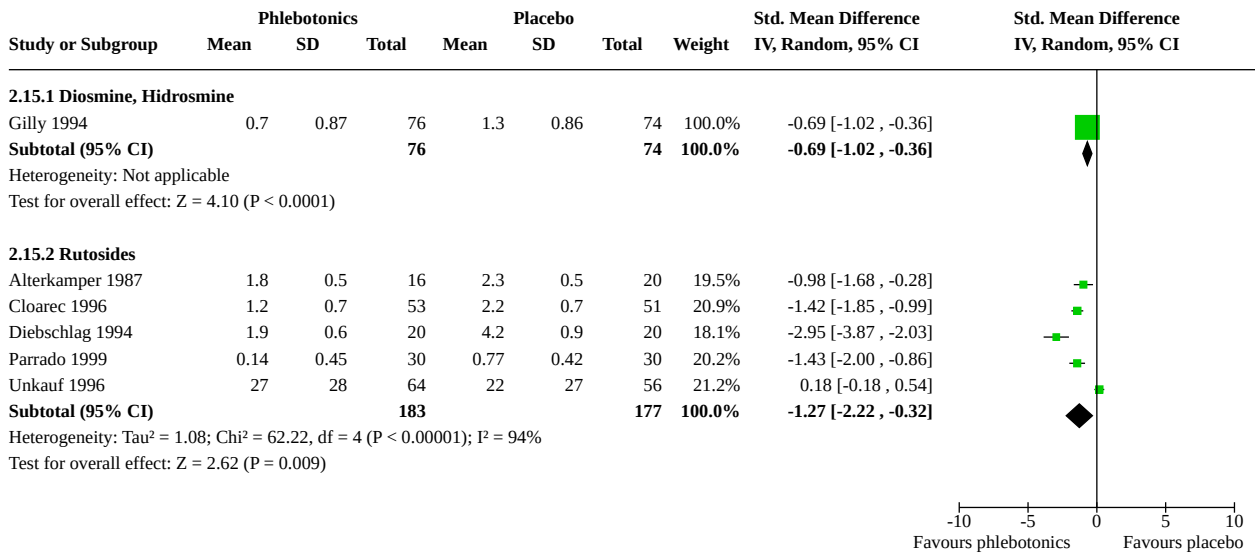 Phlebotonics Placebo Std. Mean Difference Std. Mean Difference
Study or Subgroup Mean SD Total Mean SD Total Weight IV, Random, 95% CI IV, Random, 95% CI
2.15.1 Diosmine, Hidrosmine
Gilly 1994 0.7 0.87 76 1.3 0.86 74 100.0% -0.69 [-1.02 , -0.36]
Subtotal (95% CI) 76 74 100.0% -0.69 [-1.02 , -0.36]
Heterogeneity: Not applicable
Test for overall effect: Z = 4.10 (P < 0.0001)
2.15.2 Rutosides
Alterkamper 1987 1.8 0.5 16 2.3 0.5 20 19.5% -0.98 [-1.68 , -0.28]
Cloarec 1996 1.2 0.7 53 2.2 0.7 51 20.9% -1.42 [-1.85 , -0.99]
Diebschlag 1994 1.9 0.6 20 4.2 0.9 20 18.1% -2.95 [-3.87 , -2.03]
Parrado 1999 0.14 0.45 30 0.77 0.42 30 20.2% -1.43 [-2.00 , -0.86]
Unkauf 1996 27 28 64 22 27 56 21.2% 0.18 [-0.18 , 0.54]
Subtotal (95% CI) 183 177 100.0% -1.27 [-2.22 , -0.32]
Heterogeneity: Tau² = 1.08; Chi² = 62.22, df = 4 (P < 0.00001); I² = 94%
Test for overall effect: Z = 2.62 (P = 0.009)
-10 -5 0 5 10
Favours phlebotonics Favours placebo